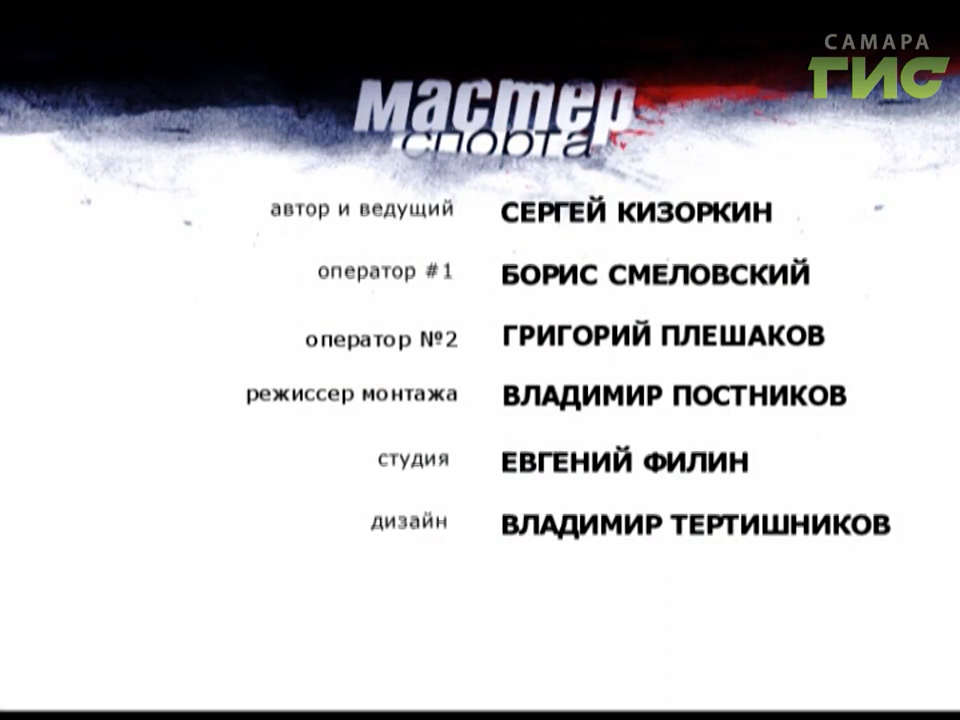 САМАРА
ГИС
мастер
спорта
автор и ведущий СЕРГЕЙ КИЗОРКИН
оператор #1 БОРИС СМЕЛОВСКИЙ
оператор №2 ГРИГОРИЙ ПЛЕШАКОВ
режиссер монтажа ВЛАДИМИР ПОСТНИКОВ
студия ЕВГЕНИЙ ФИЛИН
дизайн ВЛАДИМИР ТЕРТИШНИКОВ